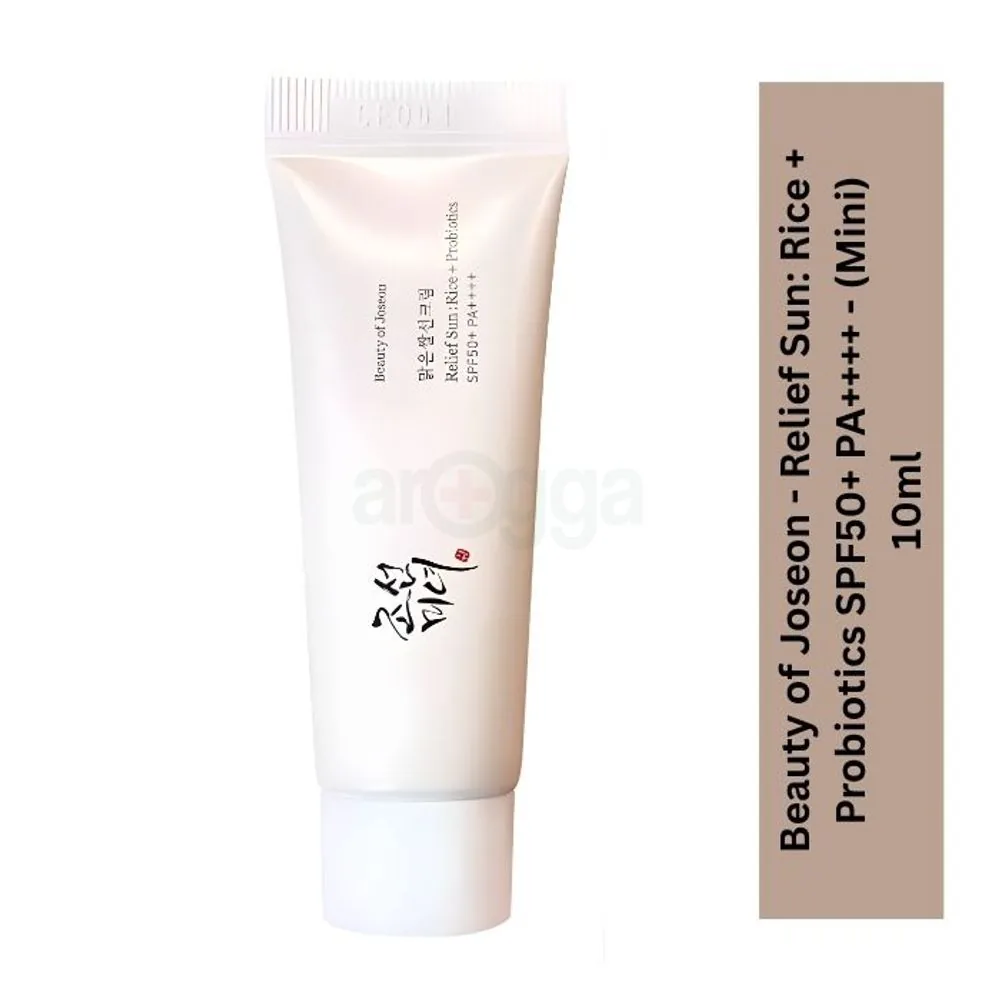 Beauty of Joseon
맑은쌀선크림
Relief Sun : Rice + Probiotics
SPF50+ PA++++
조선
미녀
arogga
Beauty of Joseon - Relief Sun: Rice +
Probiotics SPF50+ PA++++ - (Mini)
10ml